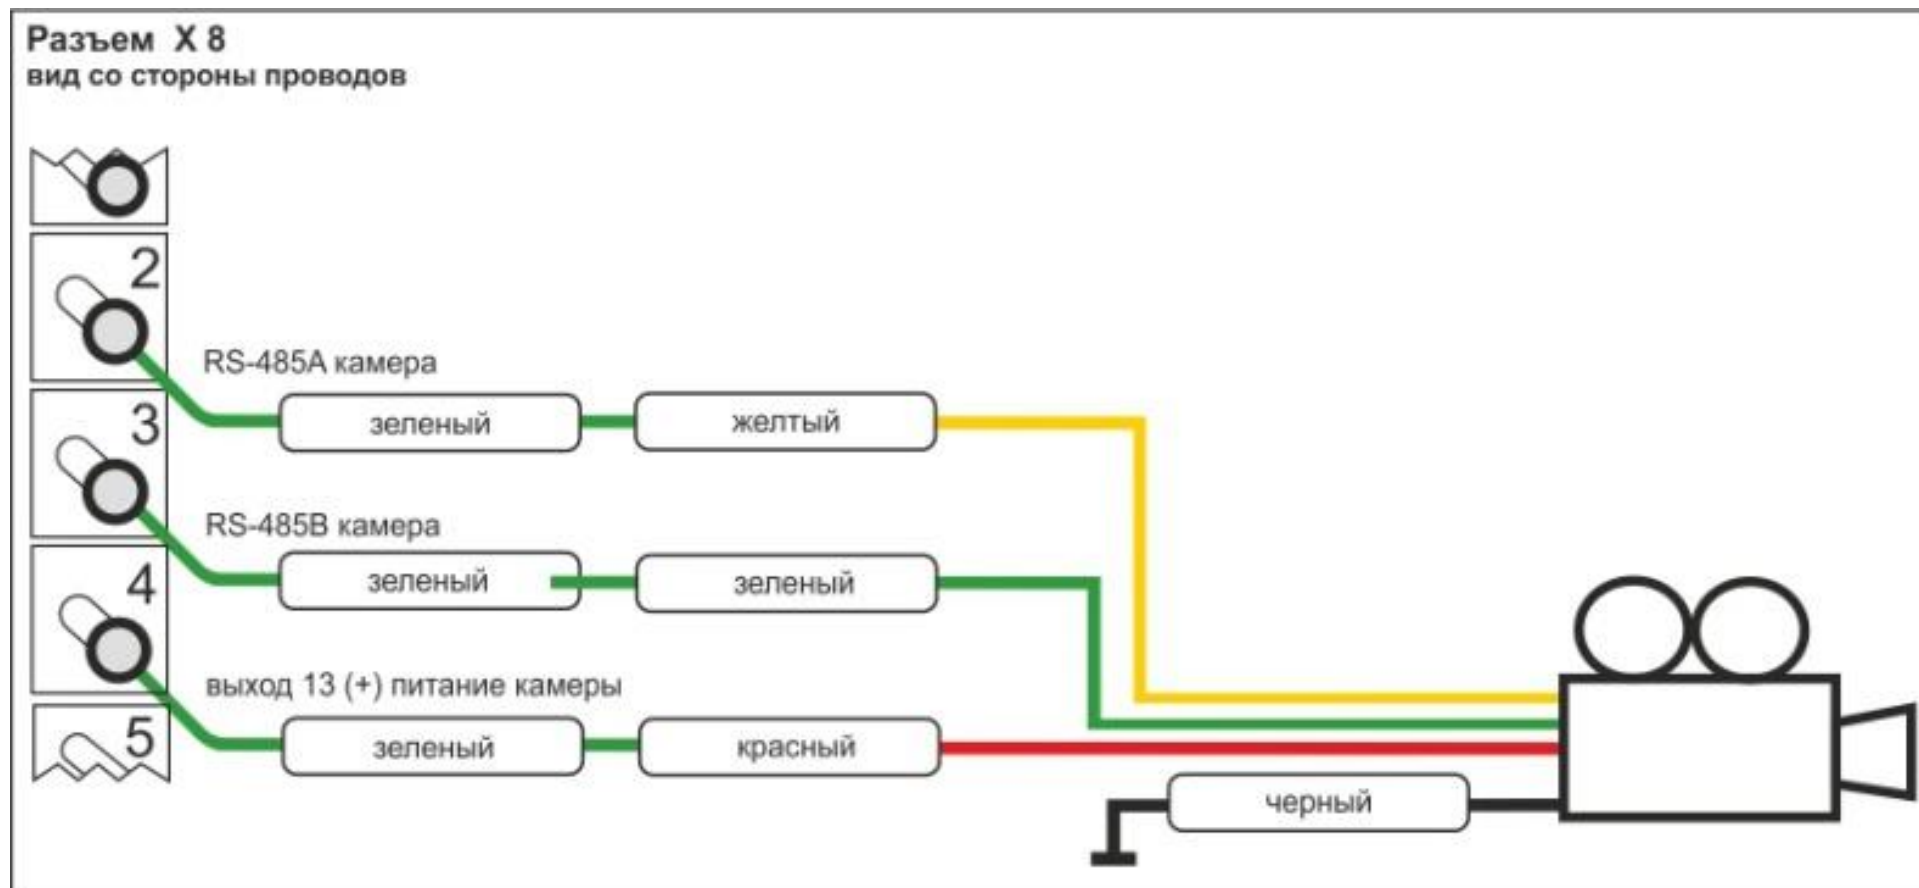 Разъем X 8
вид со стороны проводов
2
RS-485A камера
зеленый
желтый
3
RS-485B камера
зеленый
зеленый
4
выход 13 (+) питание камеры
зеленый
красный
5
черный